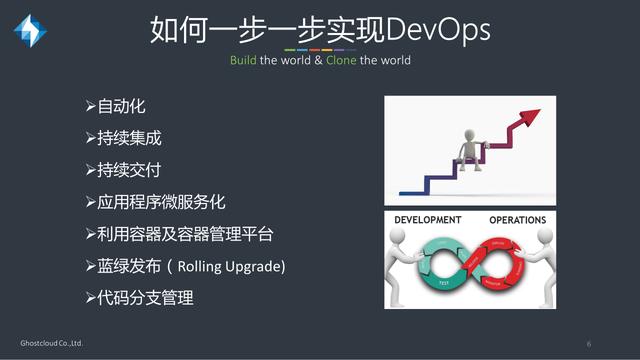 如何一步一步实现DevOps
Build the world & Clone the world
➢自动化
➢持续集成
➢持续交付
➢应用程序微服务化
➢利用容器及容器管理平台
➢蓝绿发布（Rolling Upgrade)
➢代码分支管理
DEVELOPMENT OPERATIONS
TEST
Ghostcloud Co.,Ltd.
6